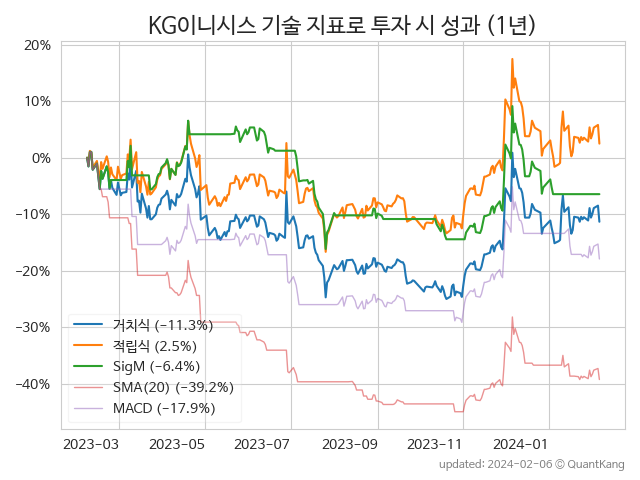 KG이니시스 기술 지표로 투자 시 성과 (1년)
20%
10%
0%
−10%
−20%
−30%
−40%
거치식 (−11.3%)
적립식 (2.5%)
SigM (−6.4%)
SMA(20) (−39.2%)
MACD (−17.9%)
2023-03 2023-05 2023-07 2023-09 2023-11 2024-01
updated: 2024-02-06 © QuantKang